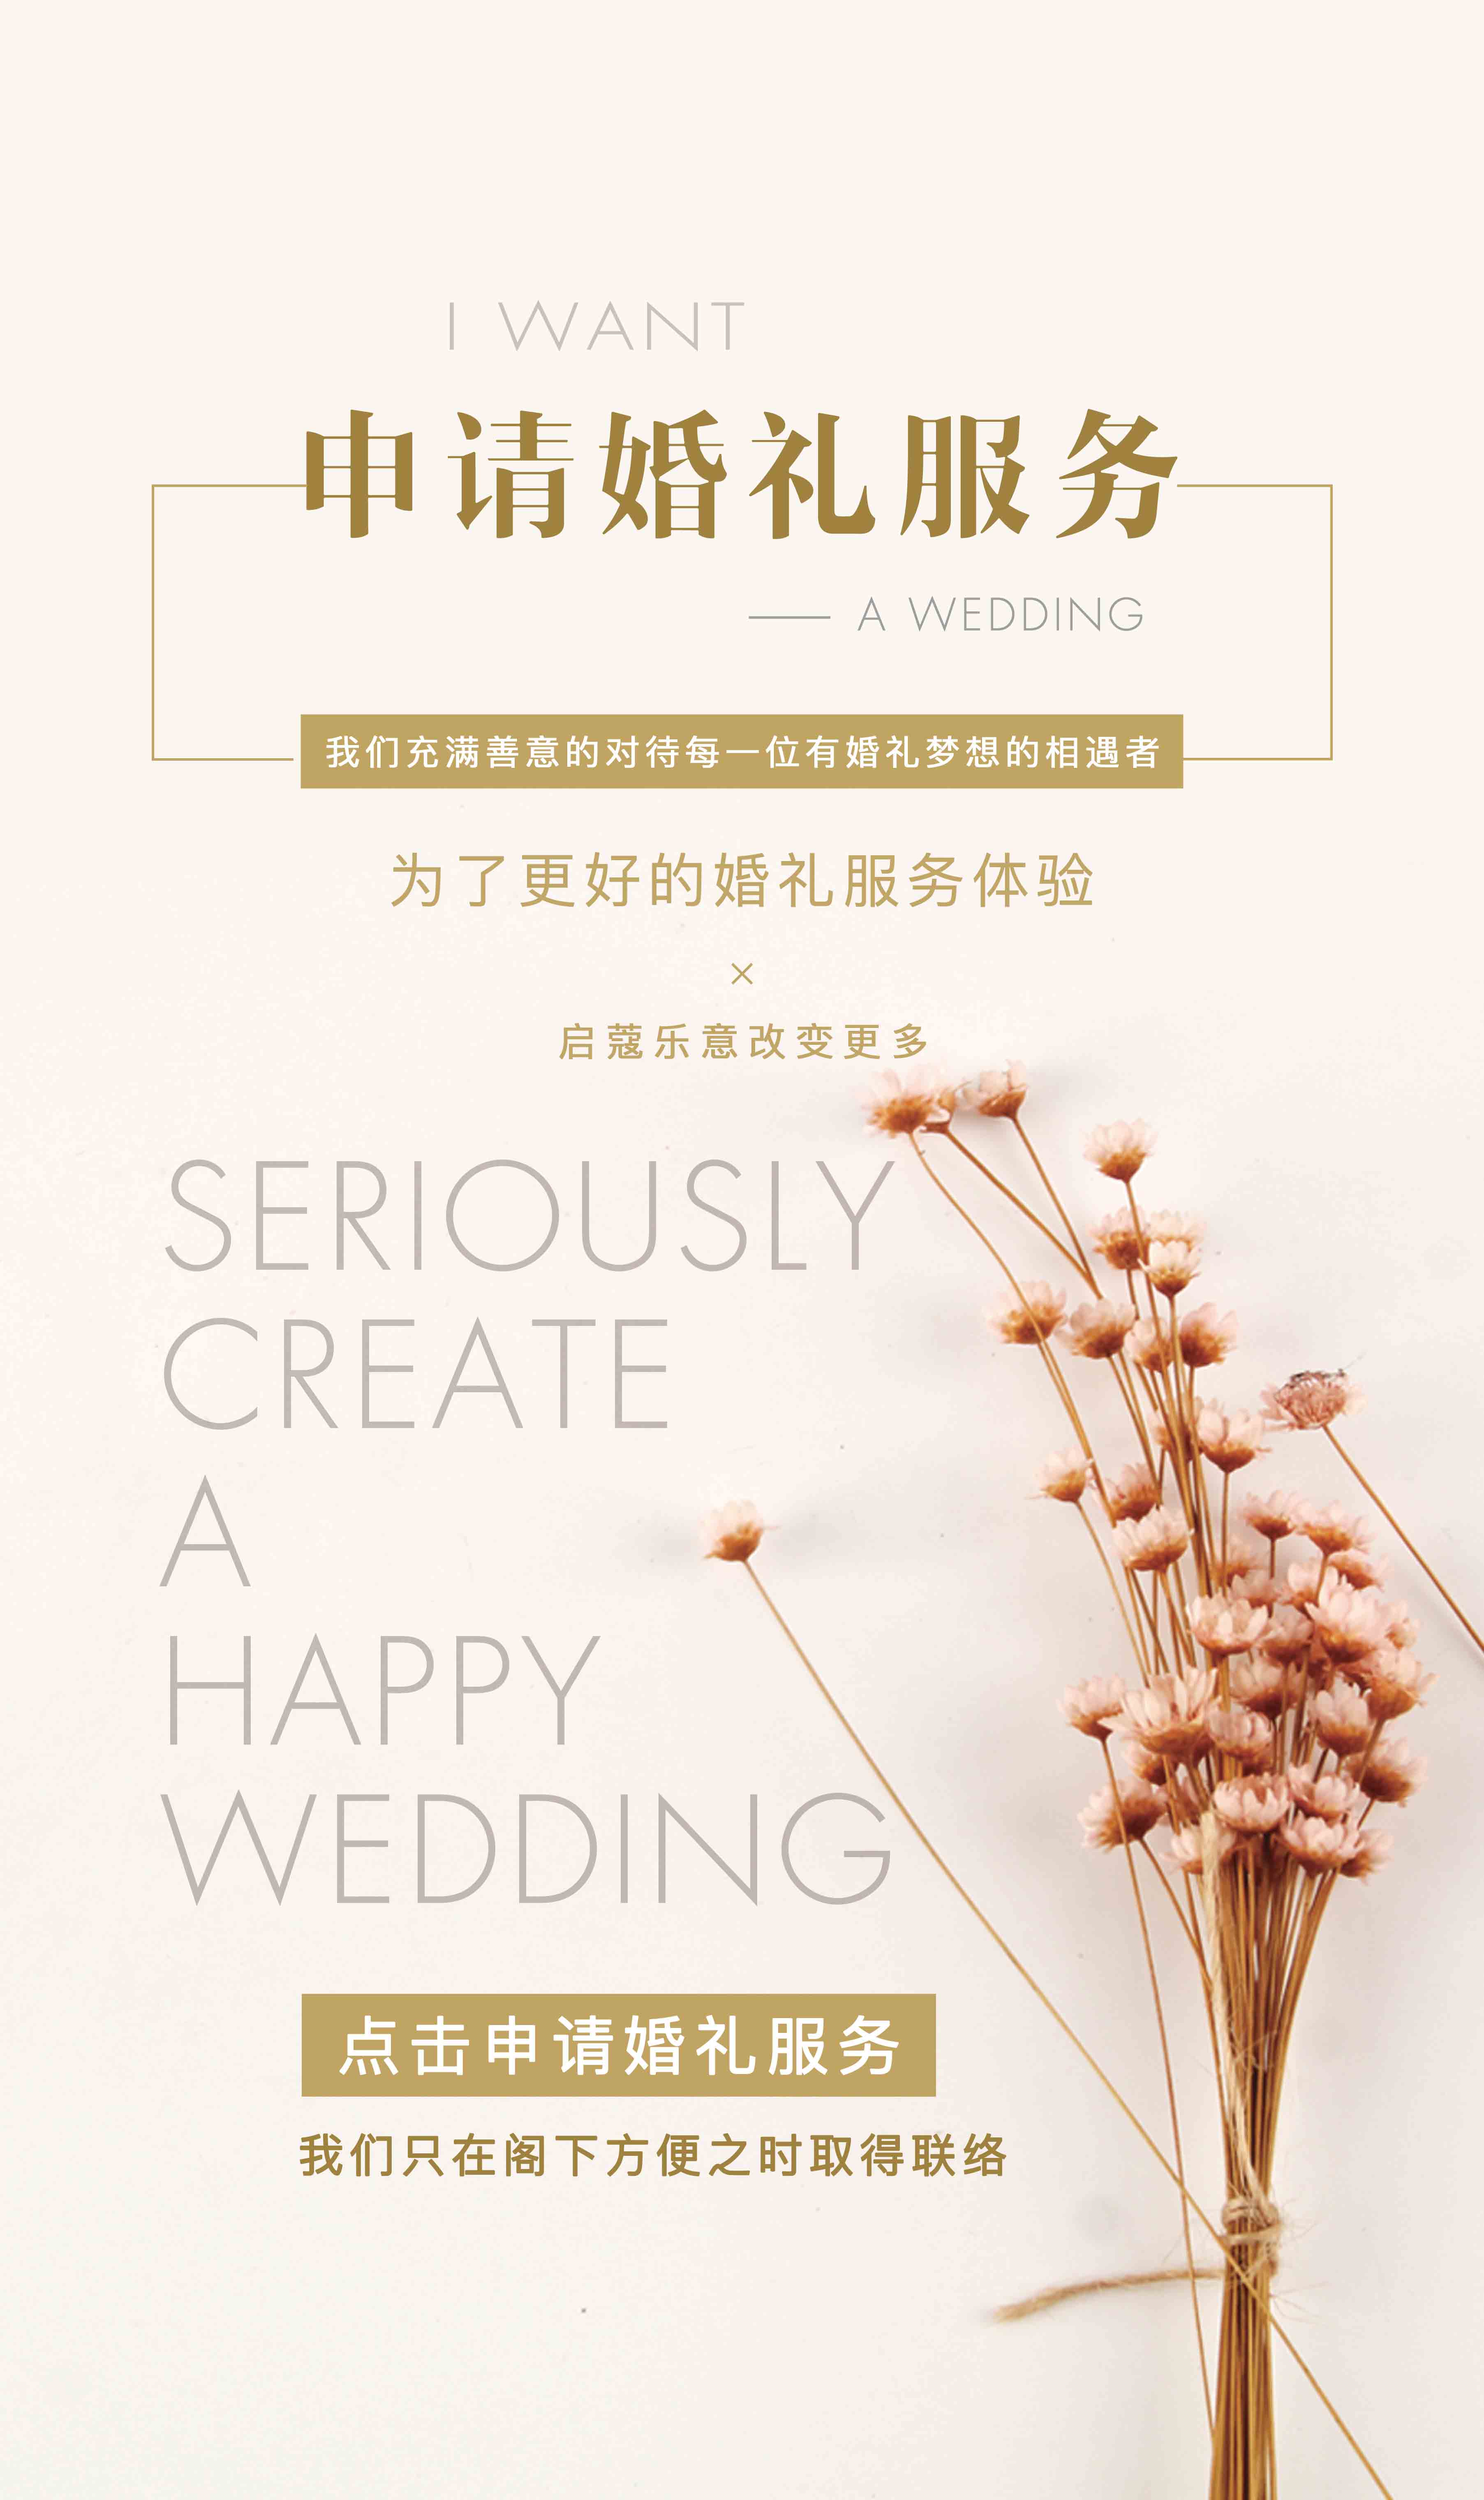 I WANT
申请婚礼服务
—— A WEDDING
我们充满善意的对待每一位有婚礼梦想的相遇者
为了更好的婚礼服务体验
×
启蔻乐意改变更多
SERIOUSLY
CREATE
A
HAPPY
WEDDING
点击申请婚礼服务
我们只在阁下方便之时取得联络